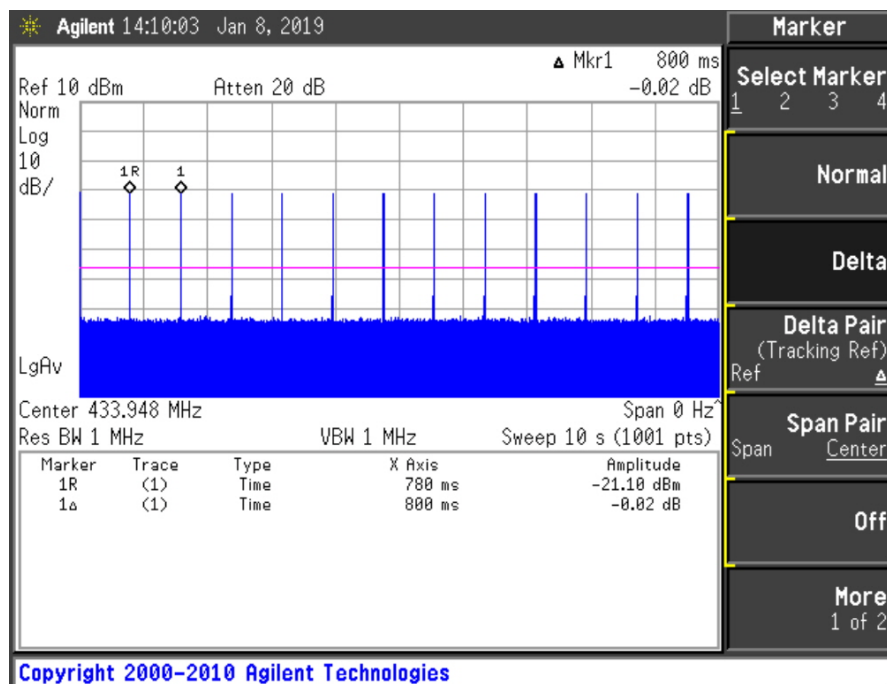 Agilent 14:10:03 Jan 8, 2019
Marker
Δ Mkr1 800 ms
Ref 10 dBm Atten 20 dB -0.02 dB
Norm
Log
10
dB/
1R 1
LgAv
Center 433.948 MHz Span 0 Hz^
Res BW 1 MHz VBW 1 MHz Sweep 10 s (1001 pts)
Marker Trace Type X Axis Amplitude
1R (1) Time 780 ms -21.10 dBm
1Δ (1) Time 800 ms -0.02 dB
Select Marker
1 2 3 4
Normal
Delta
Delta Pair
(Tracking Ref)
Ref Δ
Span Pair
Span Center
Off
More
1 of 2
Copyright 2000-2010 Agilent Technologies